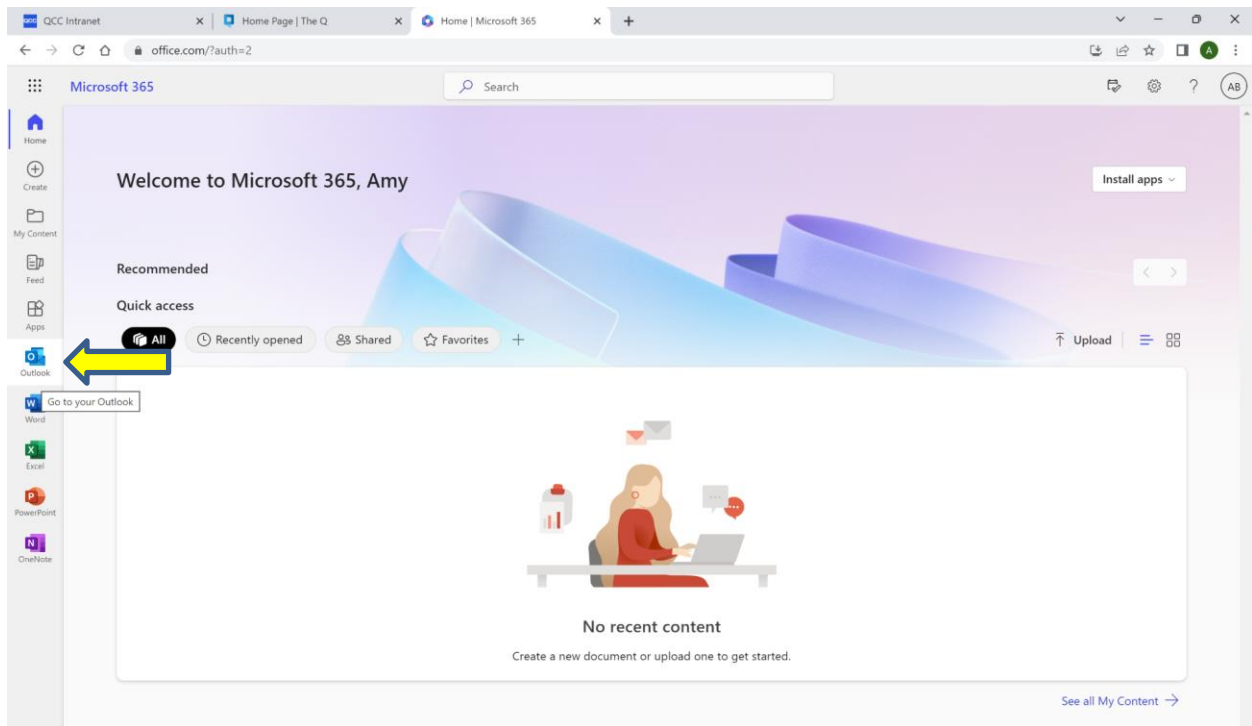 QCC Intranet
Home Page | The Q
Home | Microsoft 365
office.com/?auth=2
A
Microsoft 365
Search
AB
Home
Create
My Content
Feed
Apps
Outlook
Go to your Outlook
Word
Excel
PowerPoint
OneNote
Welcome to Microsoft 365, Amy
Install apps
Recommended
Quick access
All
Recently opened
Shared
Favorites
Upload
No recent content
Create a new document or upload one to get started.
See all My Content